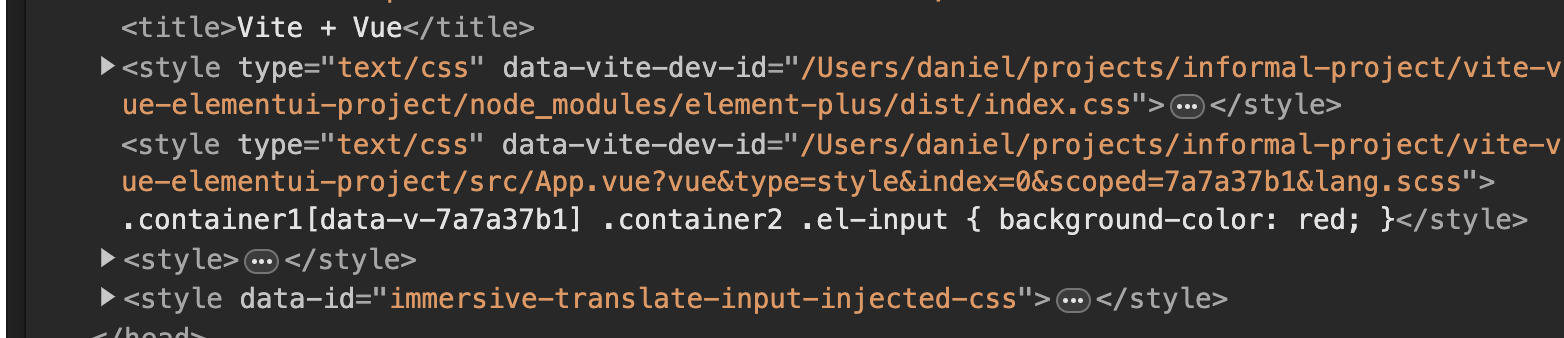 <title>Vite + Vue</title>
▶<style type="text/css" data-vite-dev-id="/Users/daniel/projects/informal-project/vite-v
ue-elementui-project/node_modules/element-plus/dist/index.css">…</style>
<style type="text/css" data-vite-dev-id="/Users/daniel/projects/informal-project/vite-v
ue-elementui-project/src/App.vue?vue&type=style&index=0&scoped=7a7a37b1&lang.scss">
.container1[data-v-7a7a37b1] .container2 .el-input { background-color: red; }</style>
▶<style>…</style>
▶<style data-id="immersive-translate-input-injected-css">…</style>
</head>